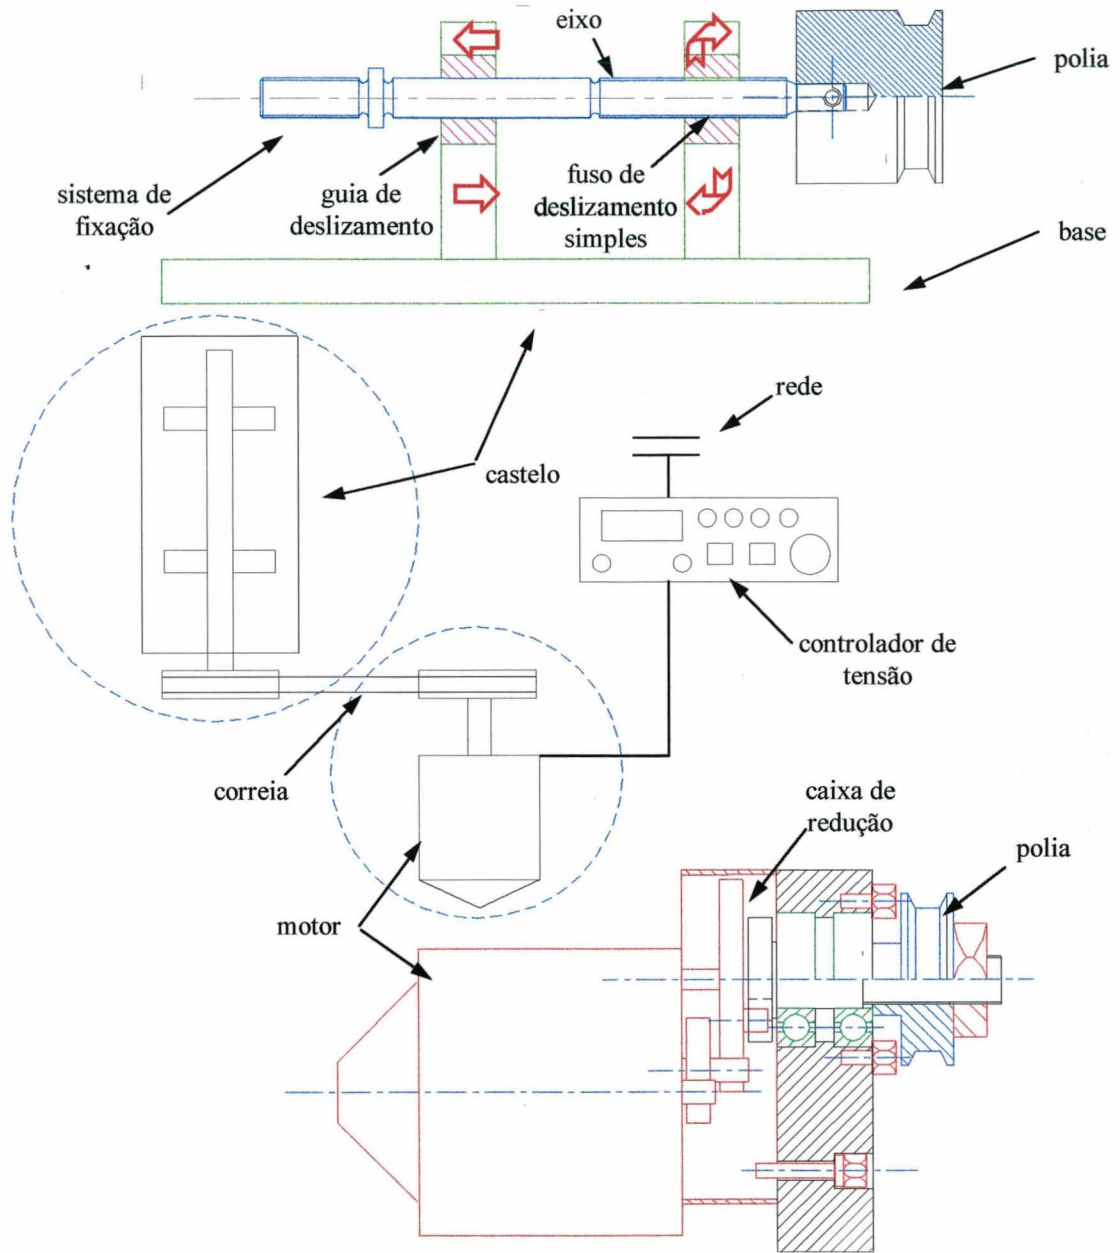 eixo
polia
sistema de
fixação
guia de
deslizamento
fuso de
deslizamento
simples
base
rede
castelo
controlador de
tensão
correia
caixa de
redução
polia
motor